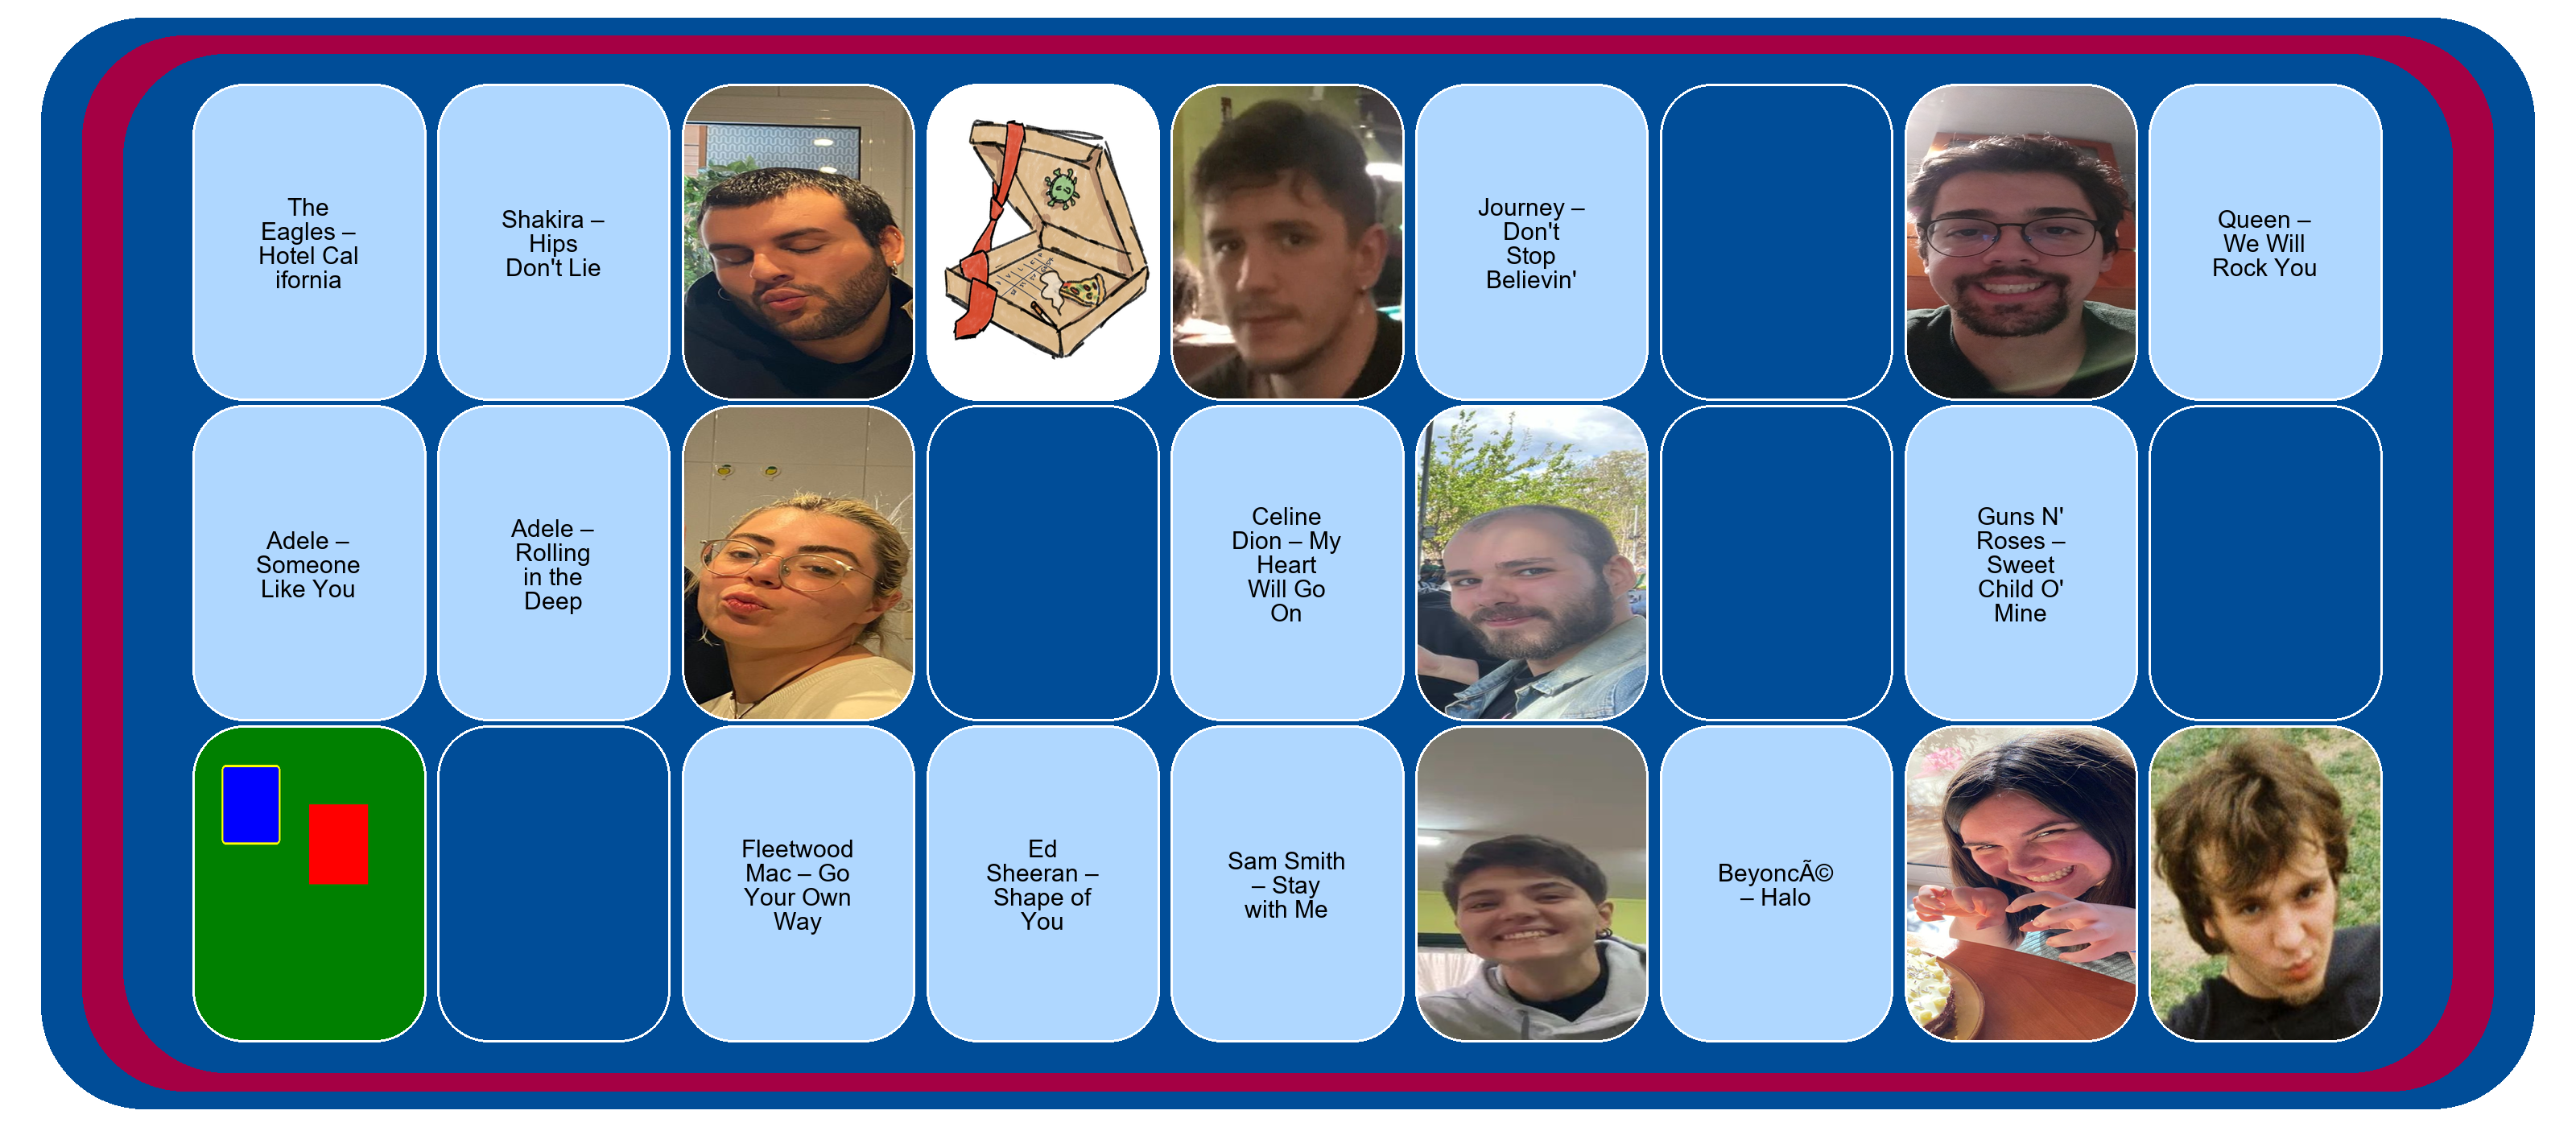 The
Eagles –
Hotel Cal
ifornia
Shakira –
Hips
Don't Lie
Journey –
Don't
Stop
Believin'
Queen –
We Will
Rock You
Adele –
Someone
Like You
Adele –
Rolling
in the
Deep
Celine
Dion – My
Heart
Will Go
On
Guns N'
Roses –
Sweet
Child O'
Mine
Fleetwood
Mac – Go
Your Own
Way
Ed
Sheeran –
Shape of
You
Sam Smith
– Stay
with Me
BeyoncÃ©
– Halo